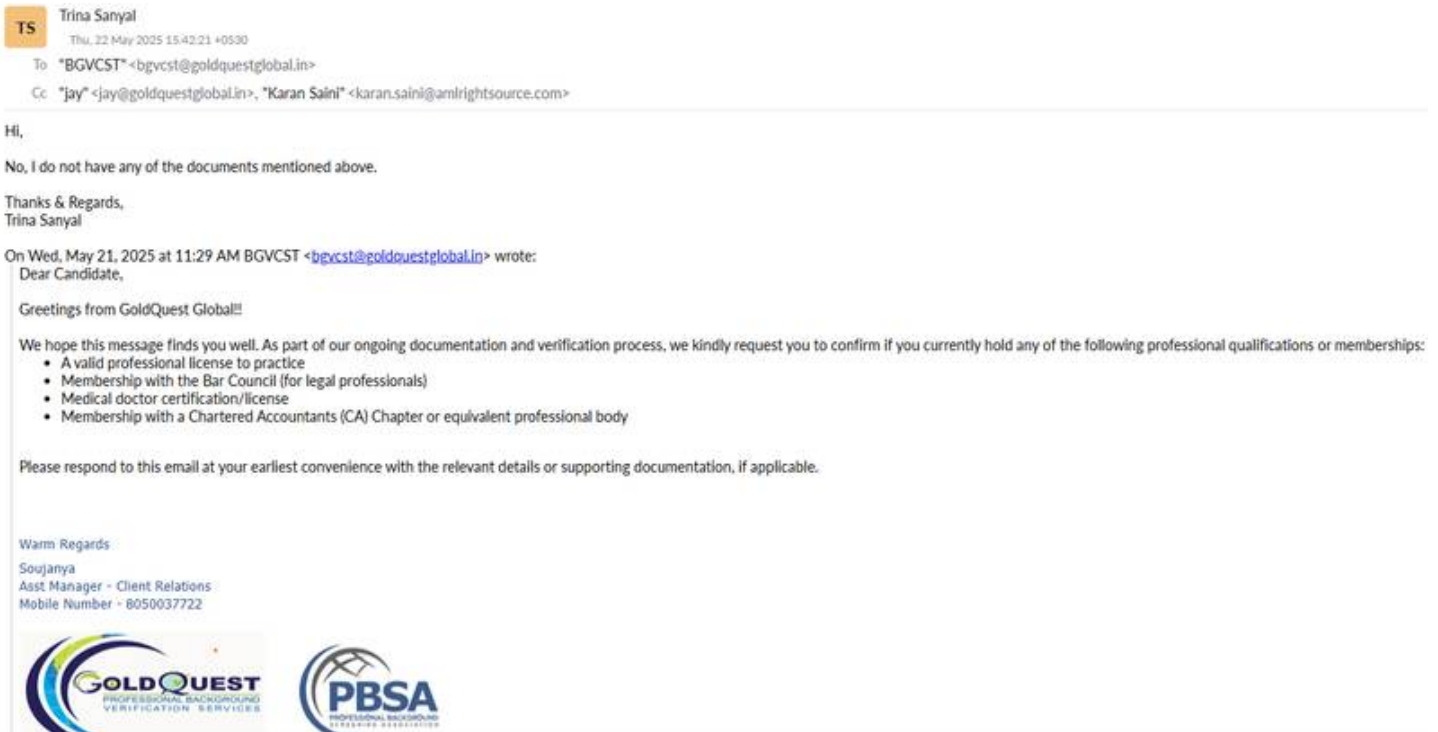 TS
Trina Sanyal
Thu, 22 May 2025 15:42:21 +0530
To "BGVCST" <bgvcst@goldquestglobal.in>
Cc "jay" <jay@goldquestglobal.in>, "Karan Saini" <karan.saini@amlrightsource.com>
Hi,
No, I do not have any of the documents mentioned above.
Thanks & Regards,
Trina Sanyal
On Wed, May 21, 2025 at 11:29 AM BGVCST <bgvcst@goldquestglobal.in> wrote:
Dear Candidate,
Greetings from GoldQuest Global!!
We hope this message finds you well. As part of our ongoing documentation and verification process, we kindly request you to confirm if you currently hold any of the following professional qualifications or memberships:
• A valid professional license to practice
• Membership with the Bar Council (for legal professionals)
• Medical doctor certification/license
• Membership with a Chartered Accountants (CA) Chapter or equivalent professional body
Please respond to this email at your earliest convenience with the relevant details or supporting documentation, if applicable.
Warm Regards
Soujanya
Asst Manager - Client Relations
Mobile Number - 8050037722
GOLDQUEST
PROFESSIONAL BACKGROUND
VERIFICATION SERVICES
PBSA
PROFESSIONAL BACKGROUND
SCREENING ASSOCIATION